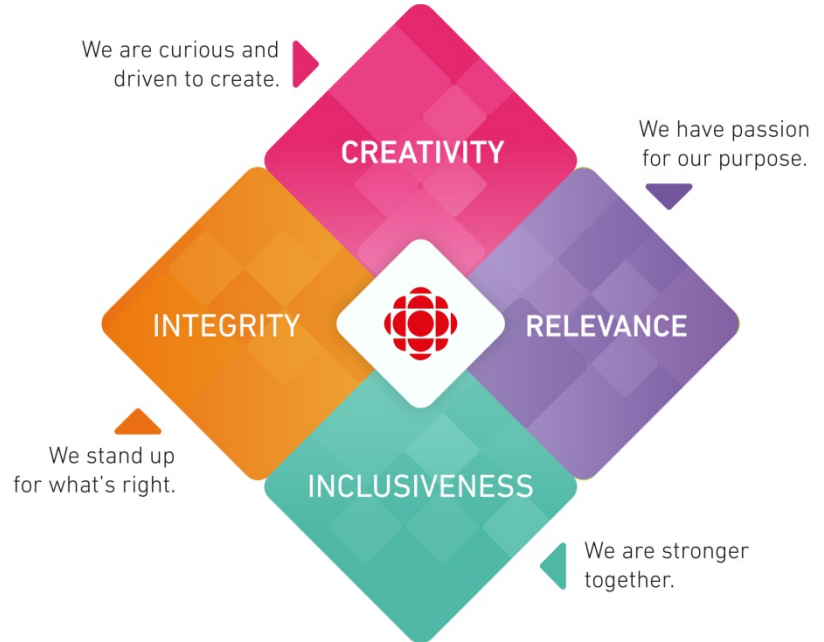 We are curious and
driven to create.
CREATIVITY
We have passion
for our purpose.
INTEGRITY
RELEVANCE
We stand up
for what's right.
INCLUSIVENESS
We are stronger
together.